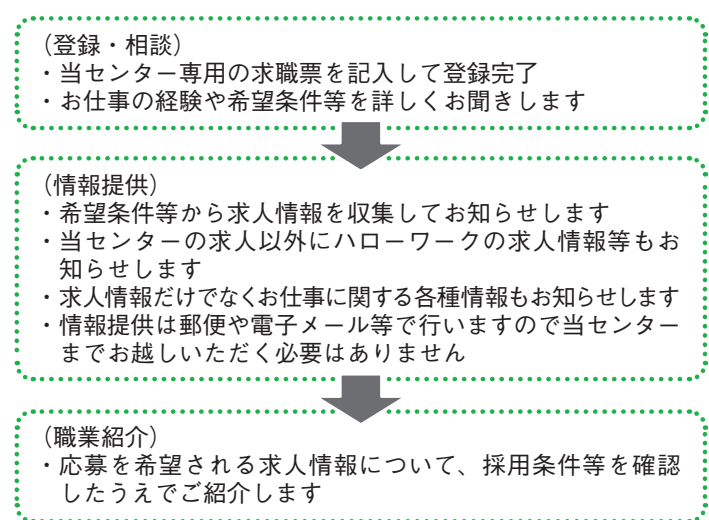 （登録・相談）
・当センター専用の求職票を記入して登録完了
・お仕事の経験や希望条件等を詳しくお聞きします
（情報提供）
・希望条件等から求人情報を収集してお知らせします
・当センターの求人以外にハローワークの求人情報等もお
知らせします
・求人情報だけでなくお仕事に関する各種情報もお知らせします
・情報提供は郵便や電子メール等で行いますので当センター
までお越しいただく必要はありません
（職業紹介）
・応募を希望される求人情報について、採用条件等を確認
したうえでご紹介します